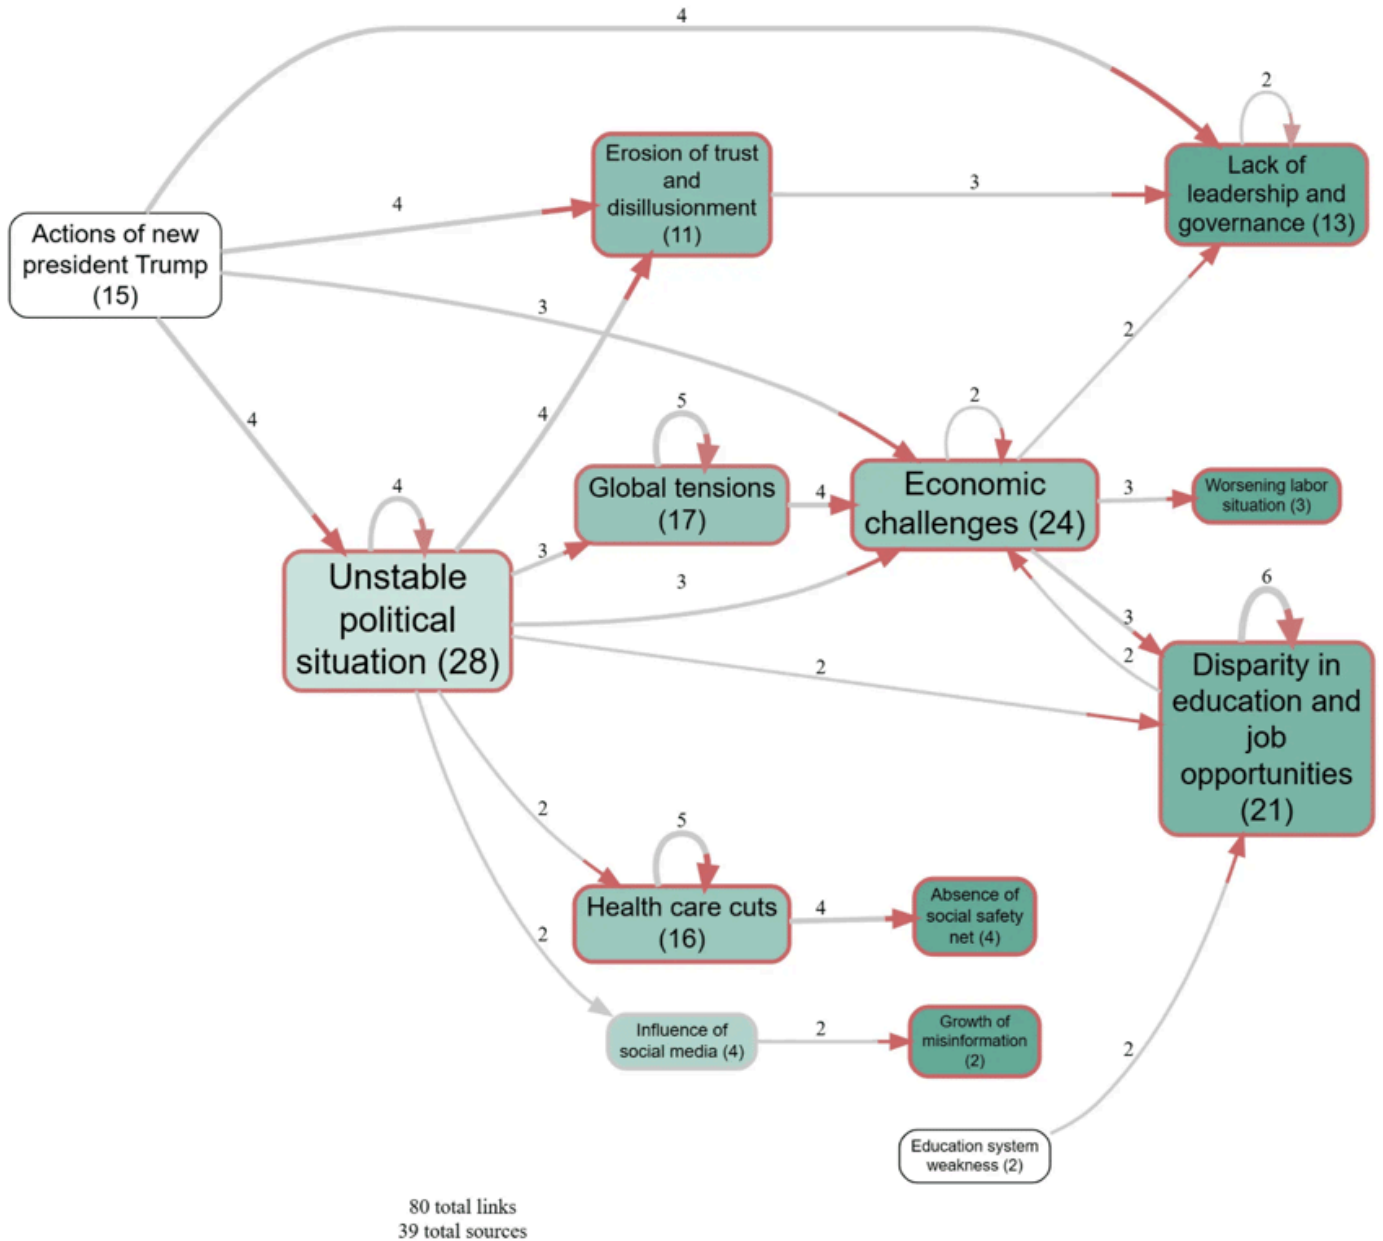 4
2
Erosion of trust
and
disillusionment
(11)
Lack of
leadership and
governance (13)
3
4
Actions of new
president Trump
(15)
3
2
4
4
5
2
4
Global tensions
(17)
4
Economic
challenges (24)
3
Worsening labor
situation (3)
3
Unstable
political
situation (28)
3
6
3
2
2
Disparity in
education and
job
opportunities
(21)
2
5
Health care cuts
(16)
4
Absence of
social safety
net (4)
2
Influence of
social media (4)
2
Growth of
misinformation
(2)
2
Education system
weakness (2)
80 total links
39 total sources